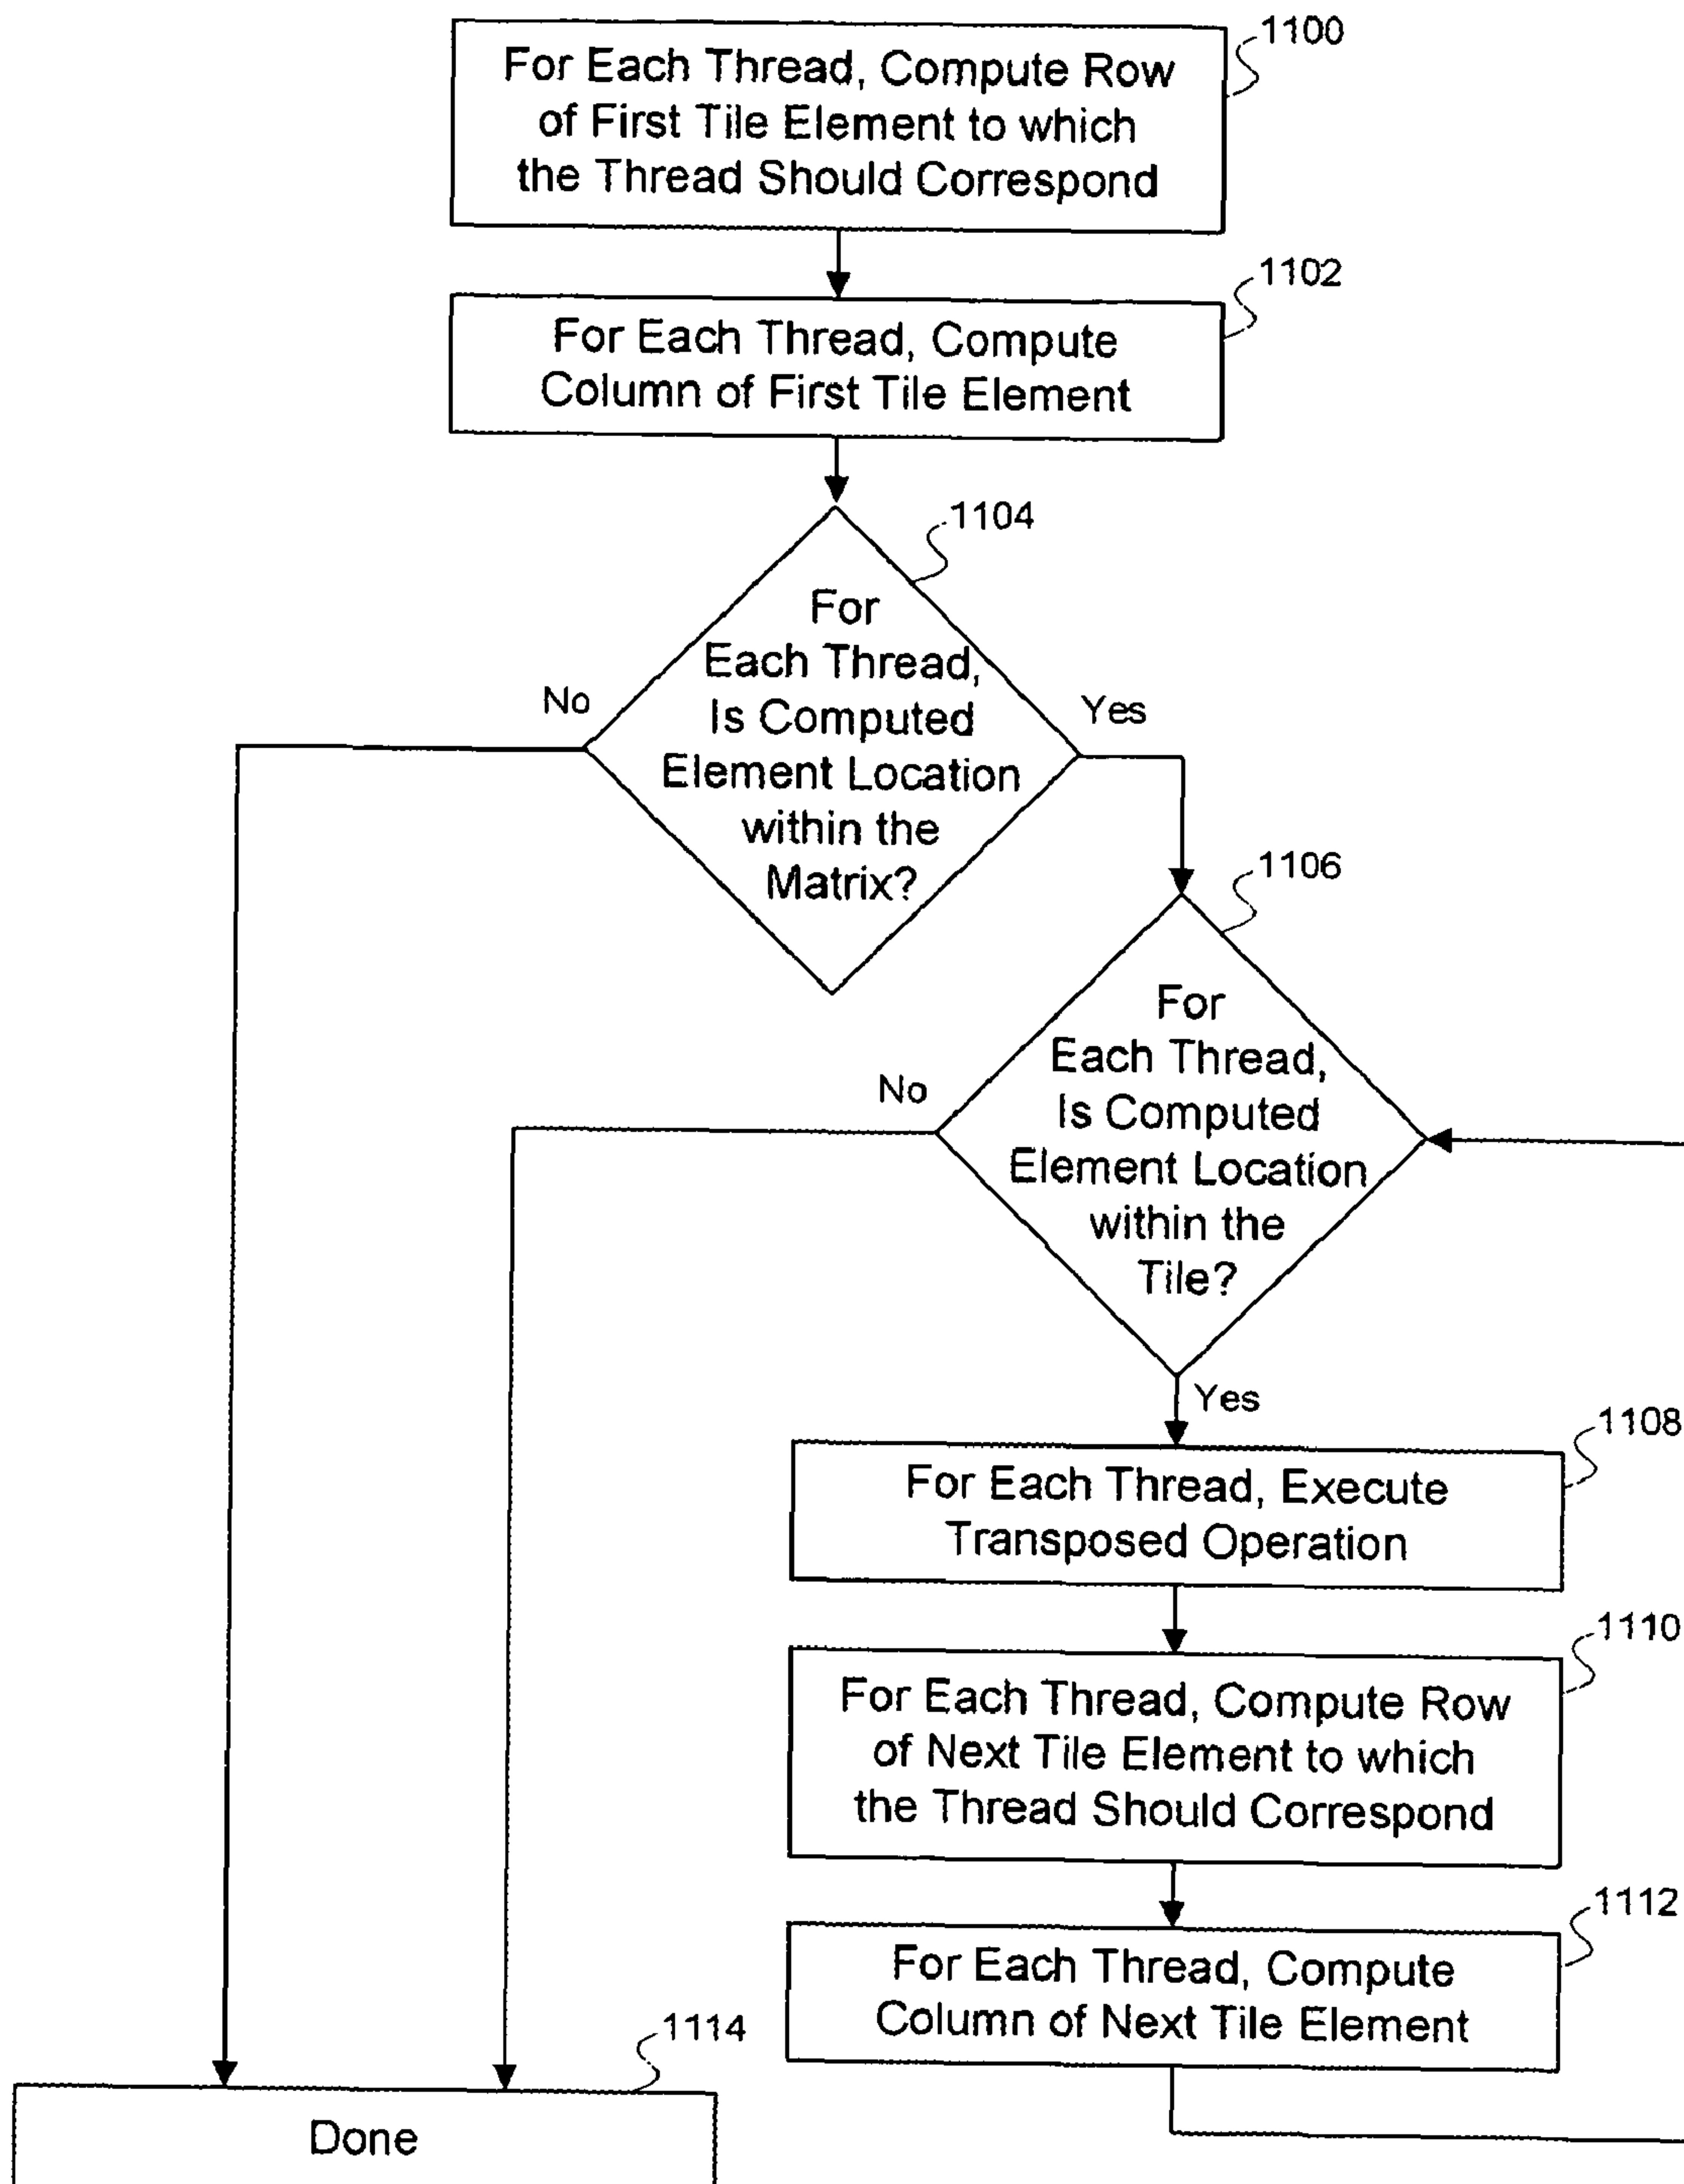 1100
For Each Thread, Compute Row
of First Tile Element to which
the Thread Should Correspond
1102
For Each Thread, Compute
Column of First Tile Element
1104
For
Each Thread,
Is Computed
Element Location
within the
Matrix?
No
Yes
1106
For
Each Thread,
Is Computed
Element Location
within the
Tile?
No
Yes
1108
For Each Thread, Execute
Transposed Operation
1110
For Each Thread, Compute Row
of Next Tile Element to which
the Thread Should Correspond
1112
For Each Thread, Compute
Column of Next Tile Element
1114
Done